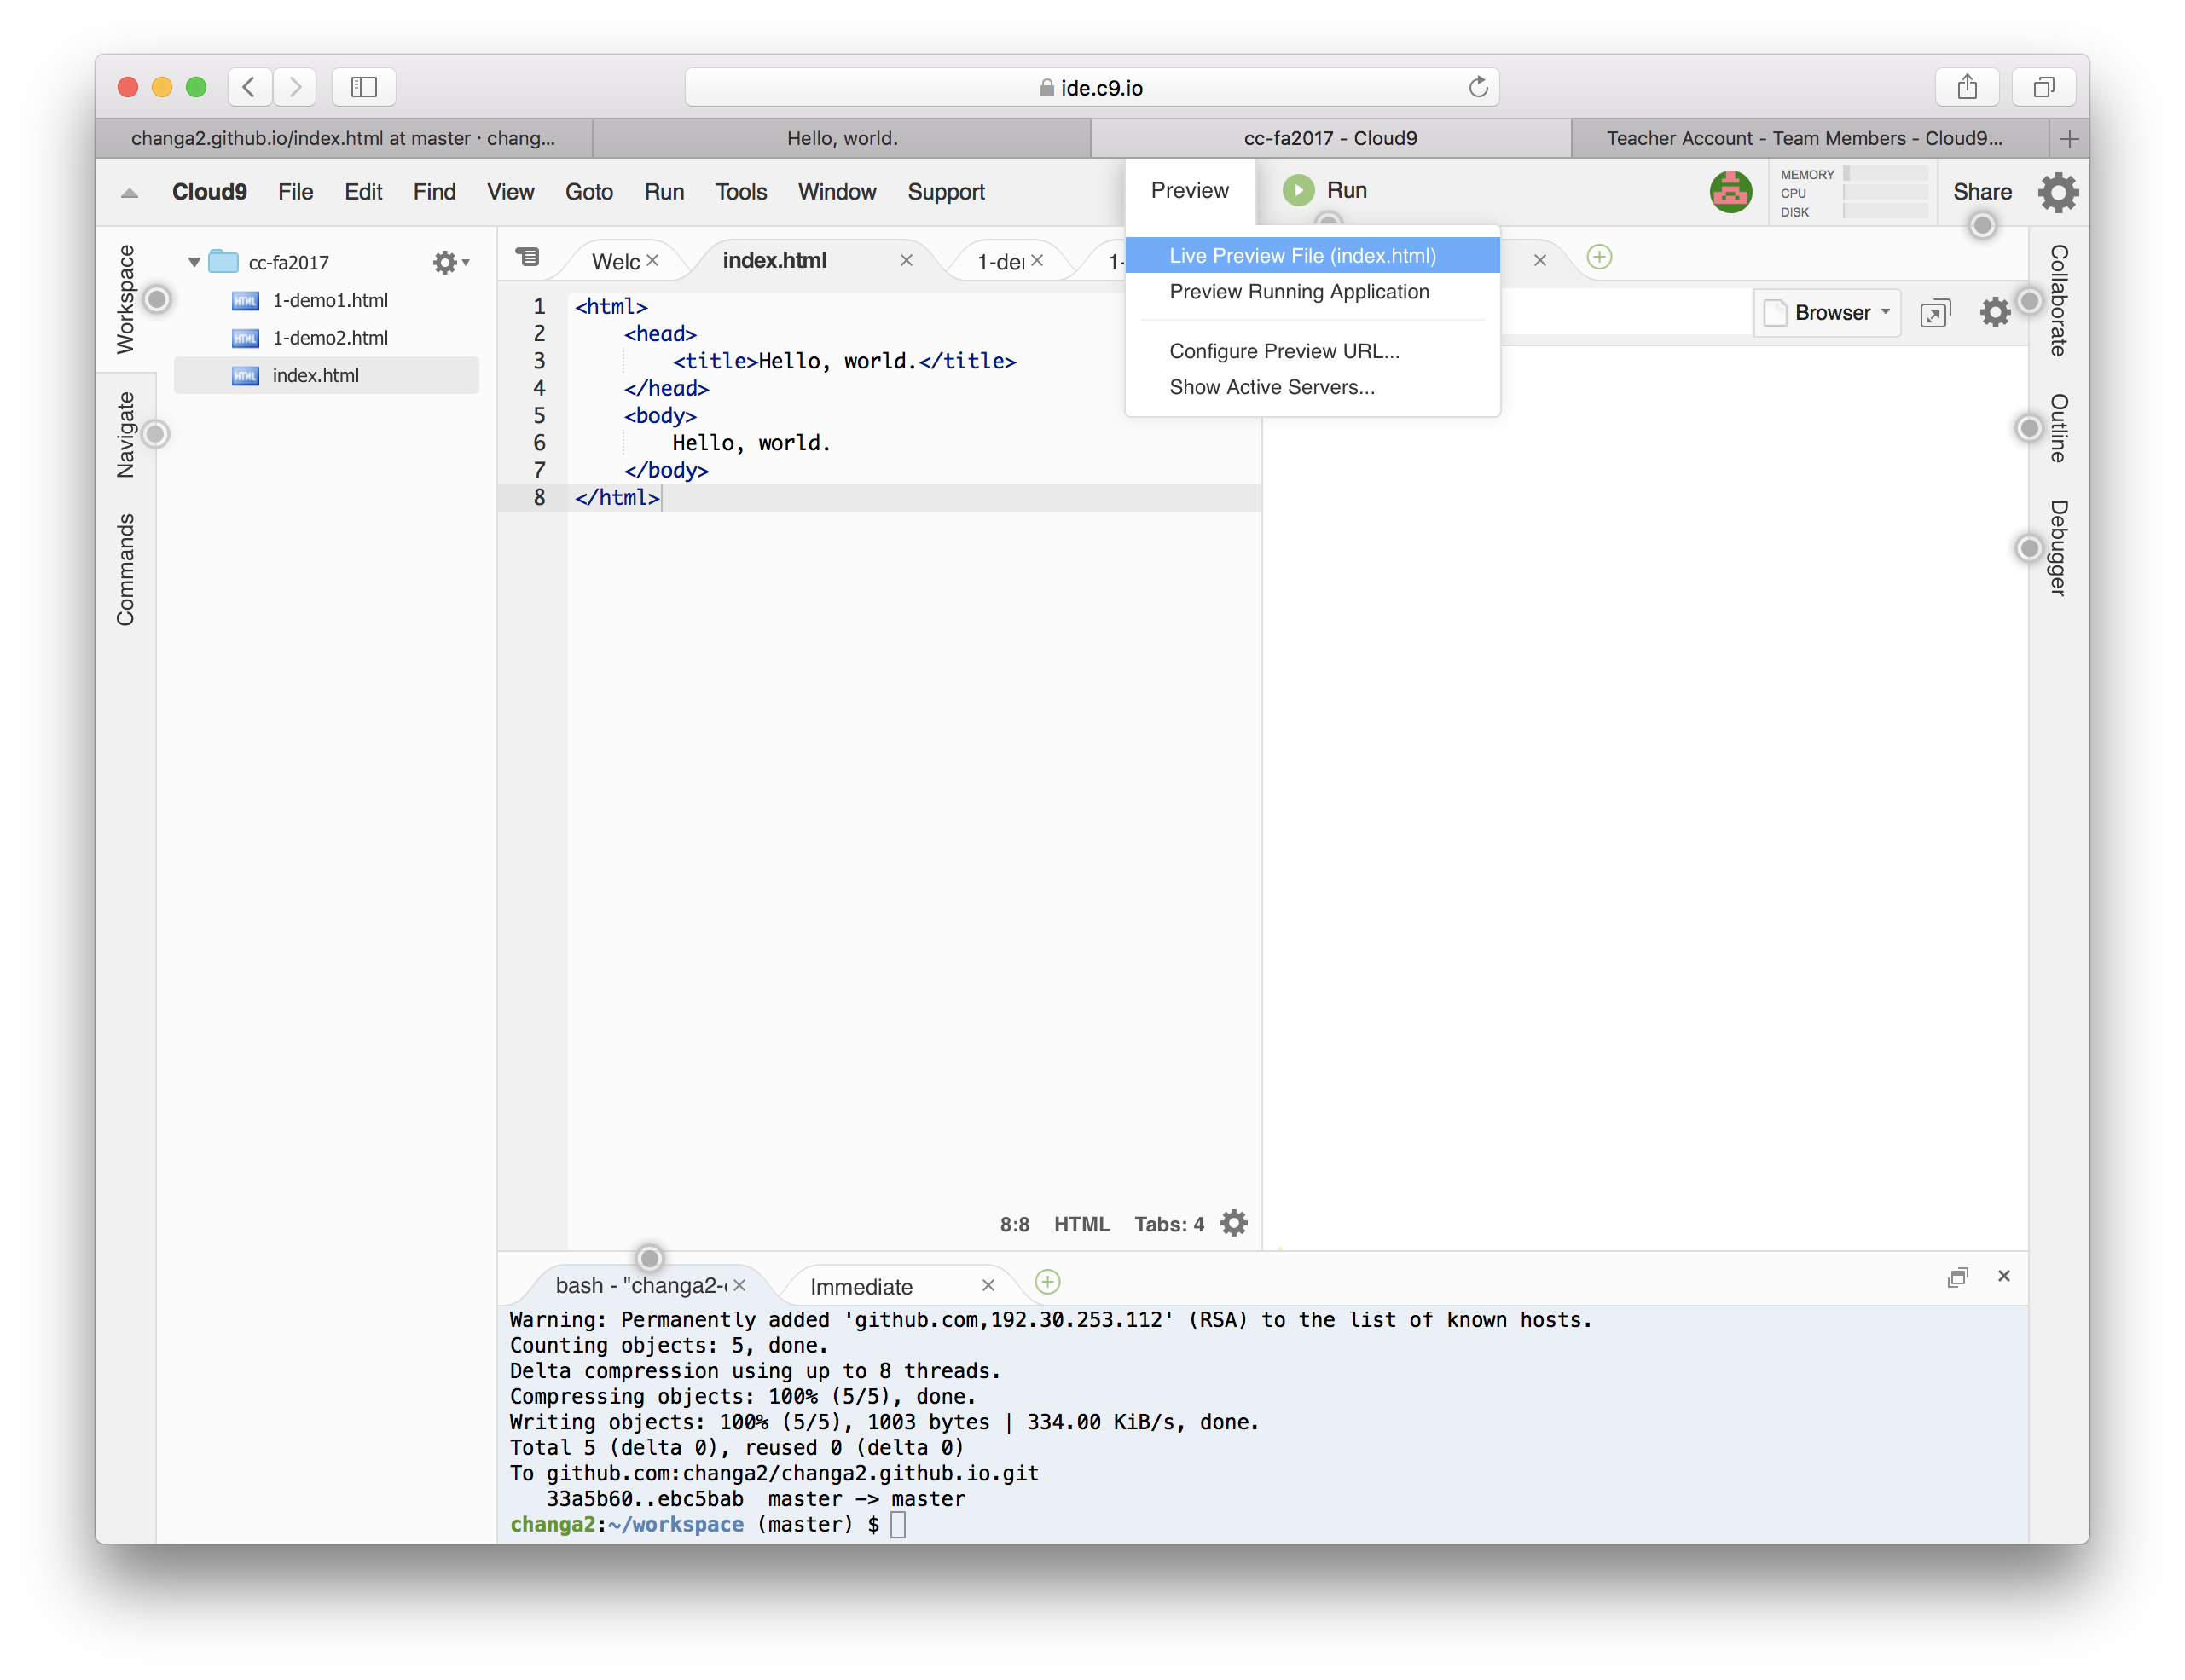 ide.c9.io
changa2.github.io/index.html at master · chang...
Hello, world.
cc-fa2017 - Cloud9
Teacher Account - Team Members - Cloud9...
Cloud9 File Edit Find View Goto Run Tools Window Support
Preview
Run
MEMORY
CPU
DISK
Share
Workspace
Navigate
Commands
cc-fa2017
HTML 1-demo1.html
HTML 1-demo2.html
HTML index.html
Welc
index.html
1-de
1-
Live Preview File (index.html)
Preview Running Application
Configure Preview URL...
Show Active Servers...
Browser
1 <html>
2 <head>
3 <title>Hello, world.</title>
4 </head>
5 <body>
6 Hello, world.
7 </body>
8 </html>
8:8 HTML Tabs: 4
Collaborate
Outline
Debugger
bash - "changa2-
Immediate
Warning: Permanently added 'github.com,192.30.253.112' (RSA) to the list of known hosts.
Counting objects: 5, done.
Delta compression using up to 8 threads.
Compressing objects: 100% (5/5), done.
Writing objects: 100% (5/5), 1003 bytes | 334.00 KiB/s, done.
Total 5 (delta 0), reused 0 (delta 0)
To github.com:changa2/changa2.github.io.git
33a5b60..ebc5bab master -> master
changa2:~/workspace (master) $